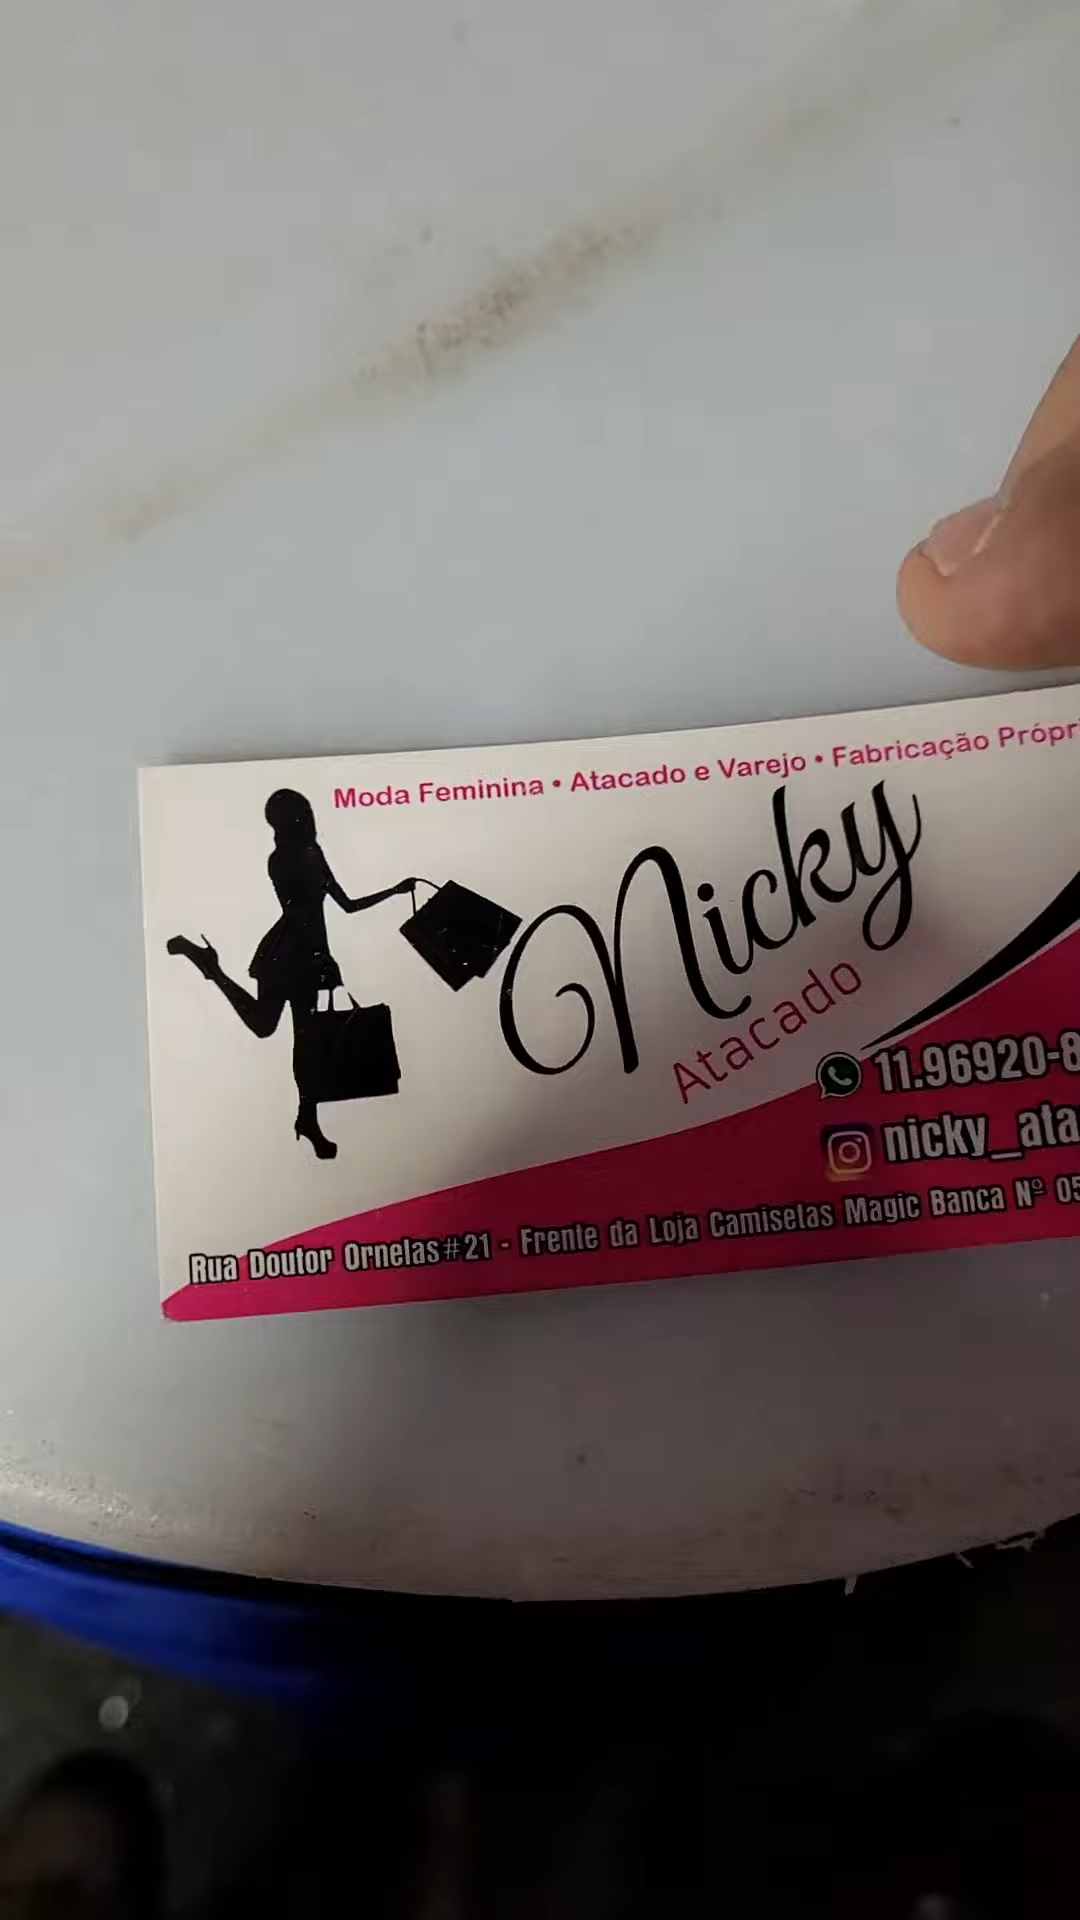 Moda Feminina • Atacado e Varejo • Fabricação Própr
Nicky
Atacado
11.96920-8
nicky_ata
Rua Doutor Ornelas#21 - Frente da Loja Camisetas Magic Banca Nº 05